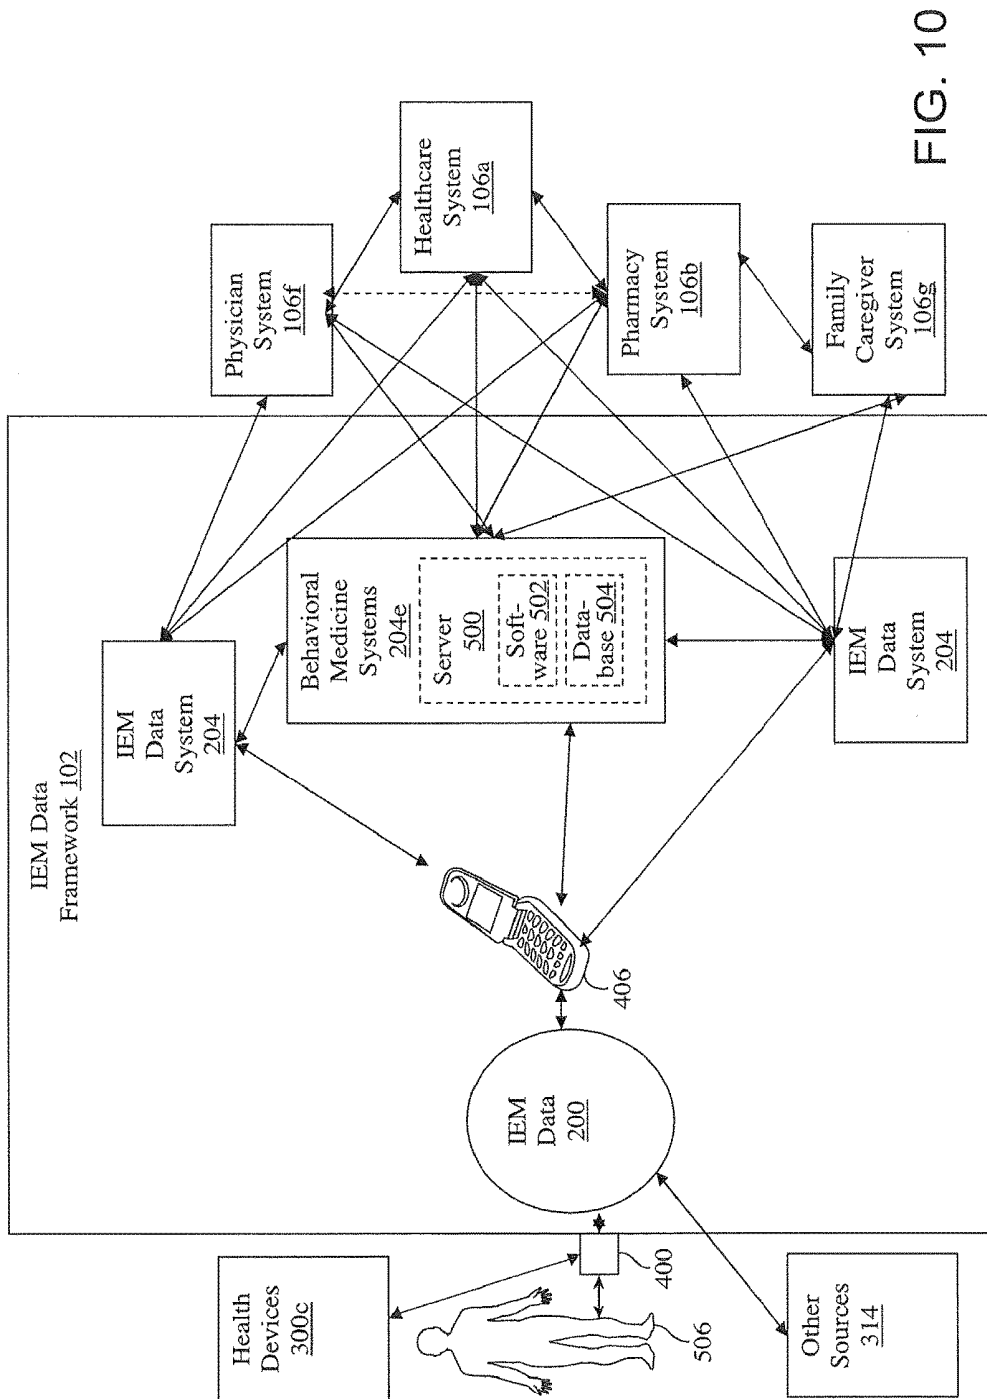 IEM Data
Framework 102
Health
Devices
300c
506
400
Other
Sources
314
IEM
Data
200
406
IEM
Data
System
204
Behavioral
Medicine
Systems
204e
Server
500
Soft-
ware 502
Data-
base 504
IEM
Data
System
204
Physician
System
106f
Healthcare
System
106a
Pharmacy
System
106b
Family
Caregiver
System
106g
FIG. 10